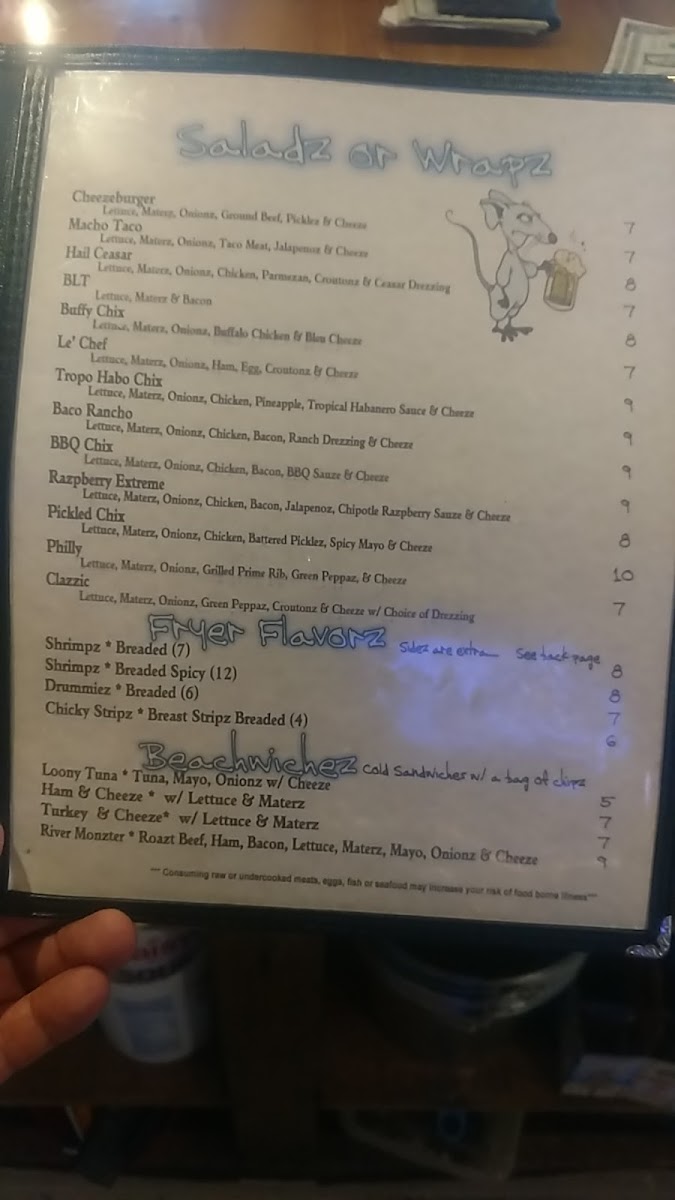 Saladz or Wrapz
Cheezeburger 7
Lettuce, Materz, Onionz, Ground Beef, Picklez & Cheeze
Macho Taco 7
Lettuce, Materz, Onionz, Taco Meat, Jalapenoz & Cheeze
Hail Ceasar 8
Lettuce, Materz, Onionz, Chicken, Parmezan, Croutonz & Ceasar Drezzing
BLT 7
Lettuce, Materz & Bacon
Buffy Chix 8
Lettuce, Materz, Onionz, Buffalo Chicken & Bleu Cheeze
Le' Chef 7
Lettuce, Materz, Onionz, Ham, Egg, Croutonz & Cheeze
Tropo Habo Chix 9
Lettuce, Materz, Onionz, Chicken, Pineapple, Tropical Habanero Sauce & Cheeze
Baco Rancho 9
Lettuce, Materz, Onionz, Chicken, Bacon, Ranch Drezzing & Cheeze
BBQ Chix 9
Lettuce, Materz, Onionz, Chicken, Bacon, BBQ Sauze & Cheeze
Razpberry Extreme 9
Lettuce, Materz, Onionz, Chicken, Bacon, Jalapenoz, Chipotle Razpberry Sauze & Cheeze
Pickled Chix 8
Lettuce, Materz, Onionz, Chicken, Battered Picklez, Spicy Mayo & Cheeze
Philly 10
Lettuce, Materz, Onionz, Grilled Prime Rib, Green Peppaz, & Cheeze
Clazzic 7
Lettuce, Materz, Onionz, Green Peppaz, Croutonz & Cheeze w/ Choice of Drezzing
Fryer Flavorz Sidez are extra... See back page
Shrimpz * Breaded (7) 8
Shrimpz * Breaded Spicy (12) 8
Drummiez * Breaded (6) 7
Chicky Stripz * Breast Stripz Breaded (4) 6
Beachwichez Cold Sandwiches w/ a bag of chips
Loony Tuna * Tuna, Mayo, Onionz w/ Cheeze 5
Ham & Cheeze * w/ Lettuce & Materz 7
Turkey & Cheeze* w/ Lettuce & Materz 7
River Monzter * Roazt Beef, Ham, Bacon, Lettuce, Materz, Mayo, Onionz & Cheeze 9
*** Consuming raw or undercooked meats, eggs, fish or seafood may increase your risk of food borne illness***